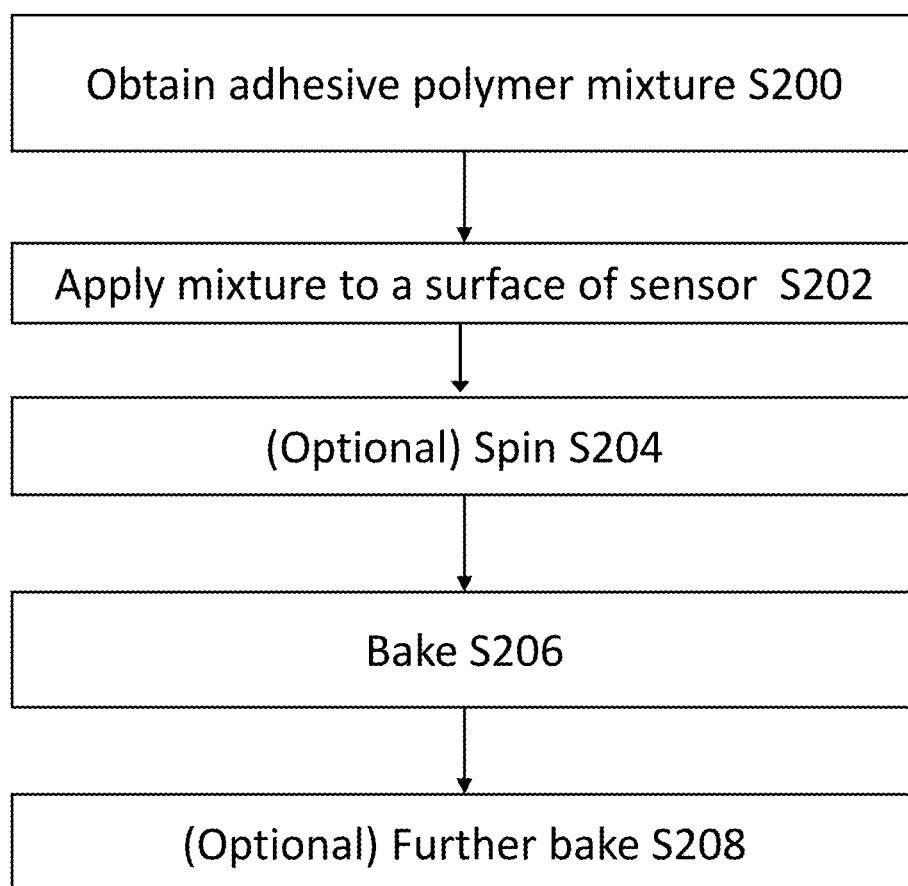 Obtain adhesive polymer mixture S200
Apply mixture to a surface of sensor S202
(Optional) Spin S204
Bake S206
(Optional) Further bake S208